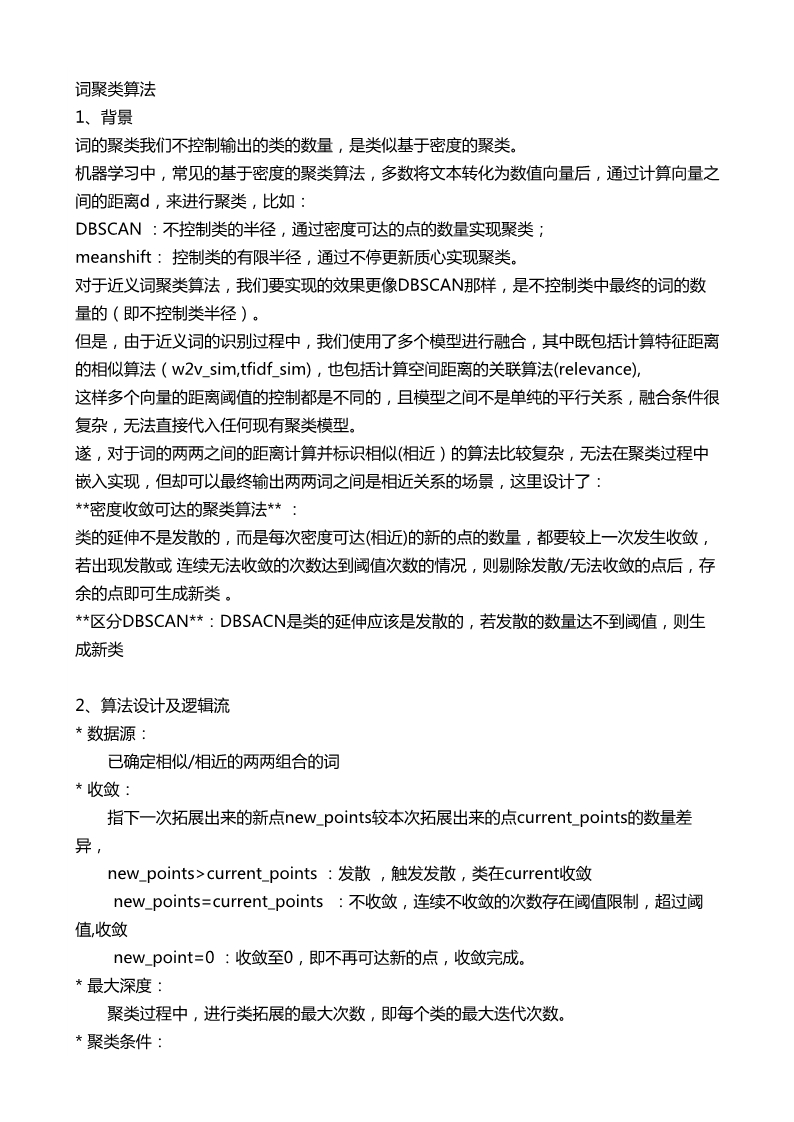 词聚类算法
1、背景
词的聚类我们不控制输出的类的数量，是类似基于密度的聚类。
机器学习中，常见的基于密度的聚类算法，多数将文本转化为数值向量后，通过计算向量之
间的距离d，来进行聚类，比如：
DBSCAN ：不控制类的半径，通过密度可达的点的数量实现聚类；
meanshift： 控制类的有限半径，通过不停更新质心实现聚类。
对于近义词聚类算法，我们要实现的效果更像DBSCAN那样，是不控制类中最终的词的数
量的（即不控制类半径）。
但是，由于近义词的识别过程中，我们使用了多个模型进行融合，其中既包括计算特征距离
的相似算法（w2v_sim,tfidf_sim)，也包括计算空间距离的关联算法(relevance),
这样多个向量的距离阈值的控制都是不同的，且模型之间不是单纯的平行关系，融合条件很
复杂，无法直接代入任何现有聚类模型。
遂，对于词的两两之间的距离计算并标识相似(相近）的算法比较复杂，无法在聚类过程中
嵌入实现，但却可以最终输出两两词之间是相近关系的场景，这里设计了：
**密度收敛可达的聚类算法** ：
类的延伸不是发散的，而是每次密度可达(相近)的新的点的数量，都要较上一次发生收敛，
若出现发散或 连续无法收敛的次数达到阈值次数的情况，则剔除发散/无法收敛的点后，存
余的点即可生成新类 。
**区分DBSCAN**：DBSACN是类的延伸应该是发散的，若发散的数量达不到阈值，则生
成新类
2、算法设计及逻辑流
* 数据源：
已确定相似/相近的两两组合的词
* 收敛：
指下一次拓展出来的新点new_points较本次拓展出来的点current_points的数量差
异，
new_points>current_points ：发散 ，触发发散，类在current收敛
new_points=current_points ：不收敛，连续不收敛的次数存在阈值限制，超过阈
值,收敛
new_point=0 ：收敛至0，即不再可达新的点，收敛完成。
* 最大深度：
聚类过程中，进行类拓展的最大次数，即每个类的最大迭代次数。
* 聚类条件：